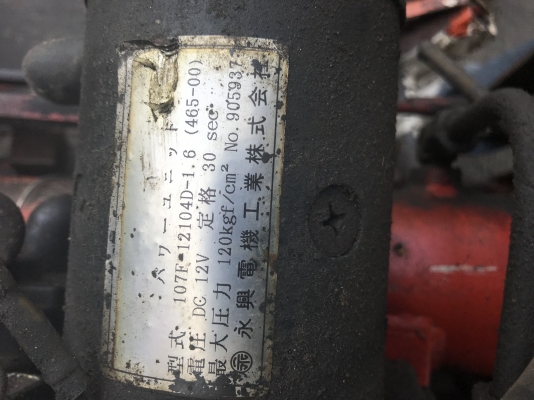 パワーユニット
型式 107F 12104D-1.6 (465-00)
電圧 DC 12V 定格 30 sec
最大圧力 120kgf/cm² No.905937
永興電機工業株式会社